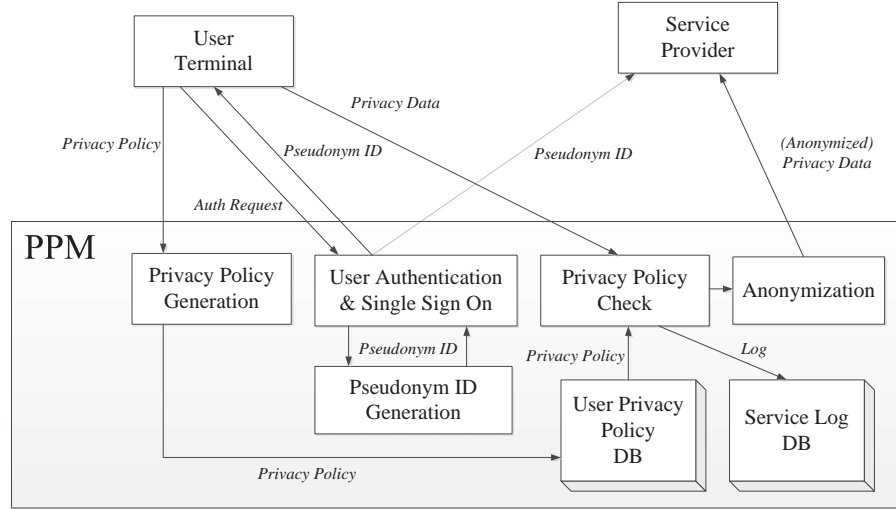 User
Terminal
Service
Provider
Privacy Data
Privacy Policy
Pseudonym ID
Pseudonym ID
(Anonymized)
Privacy Data
Auth Request
PPM
Privacy Policy
Generation
User Authentication
& Single Sign On
Privacy Policy
Check
Anonymization
Pseudonym ID
Privacy Policy
Log
Pseudonym ID
Generation
User Privacy
Policy
DB
Service Log
DB
Privacy Policy